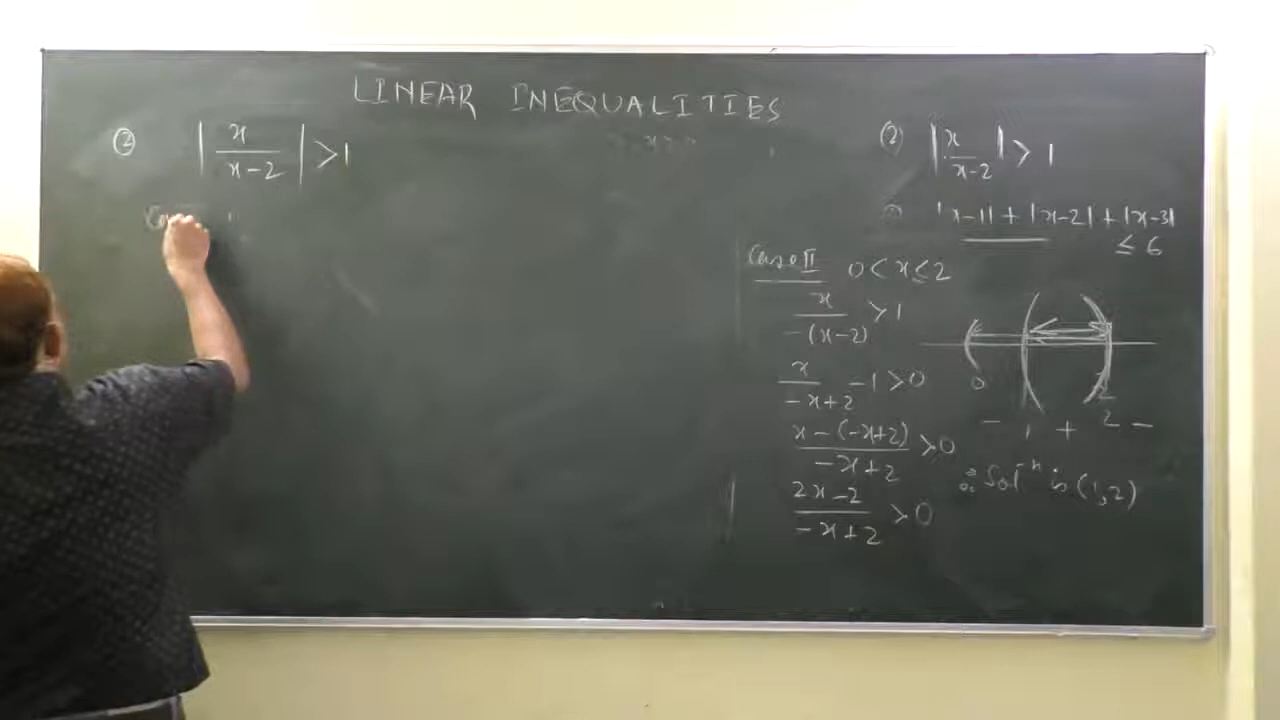 LINEAR INEQUALITIES
② |x/(x-2)| > 1
(2) |x/(x-2)| > 1
|x-1| + |x-2| + |x-3|
≤ 6
Case II 0 < x ≤ 2
x/-(x-2) > 1
x/(-x+2) - 1 > 0
0 2
x-(-x+2)/(-x+2) > 0
- 1 + 2 -
∴ Solⁿ is (1,2)
2x-2/(-x+2) > 0